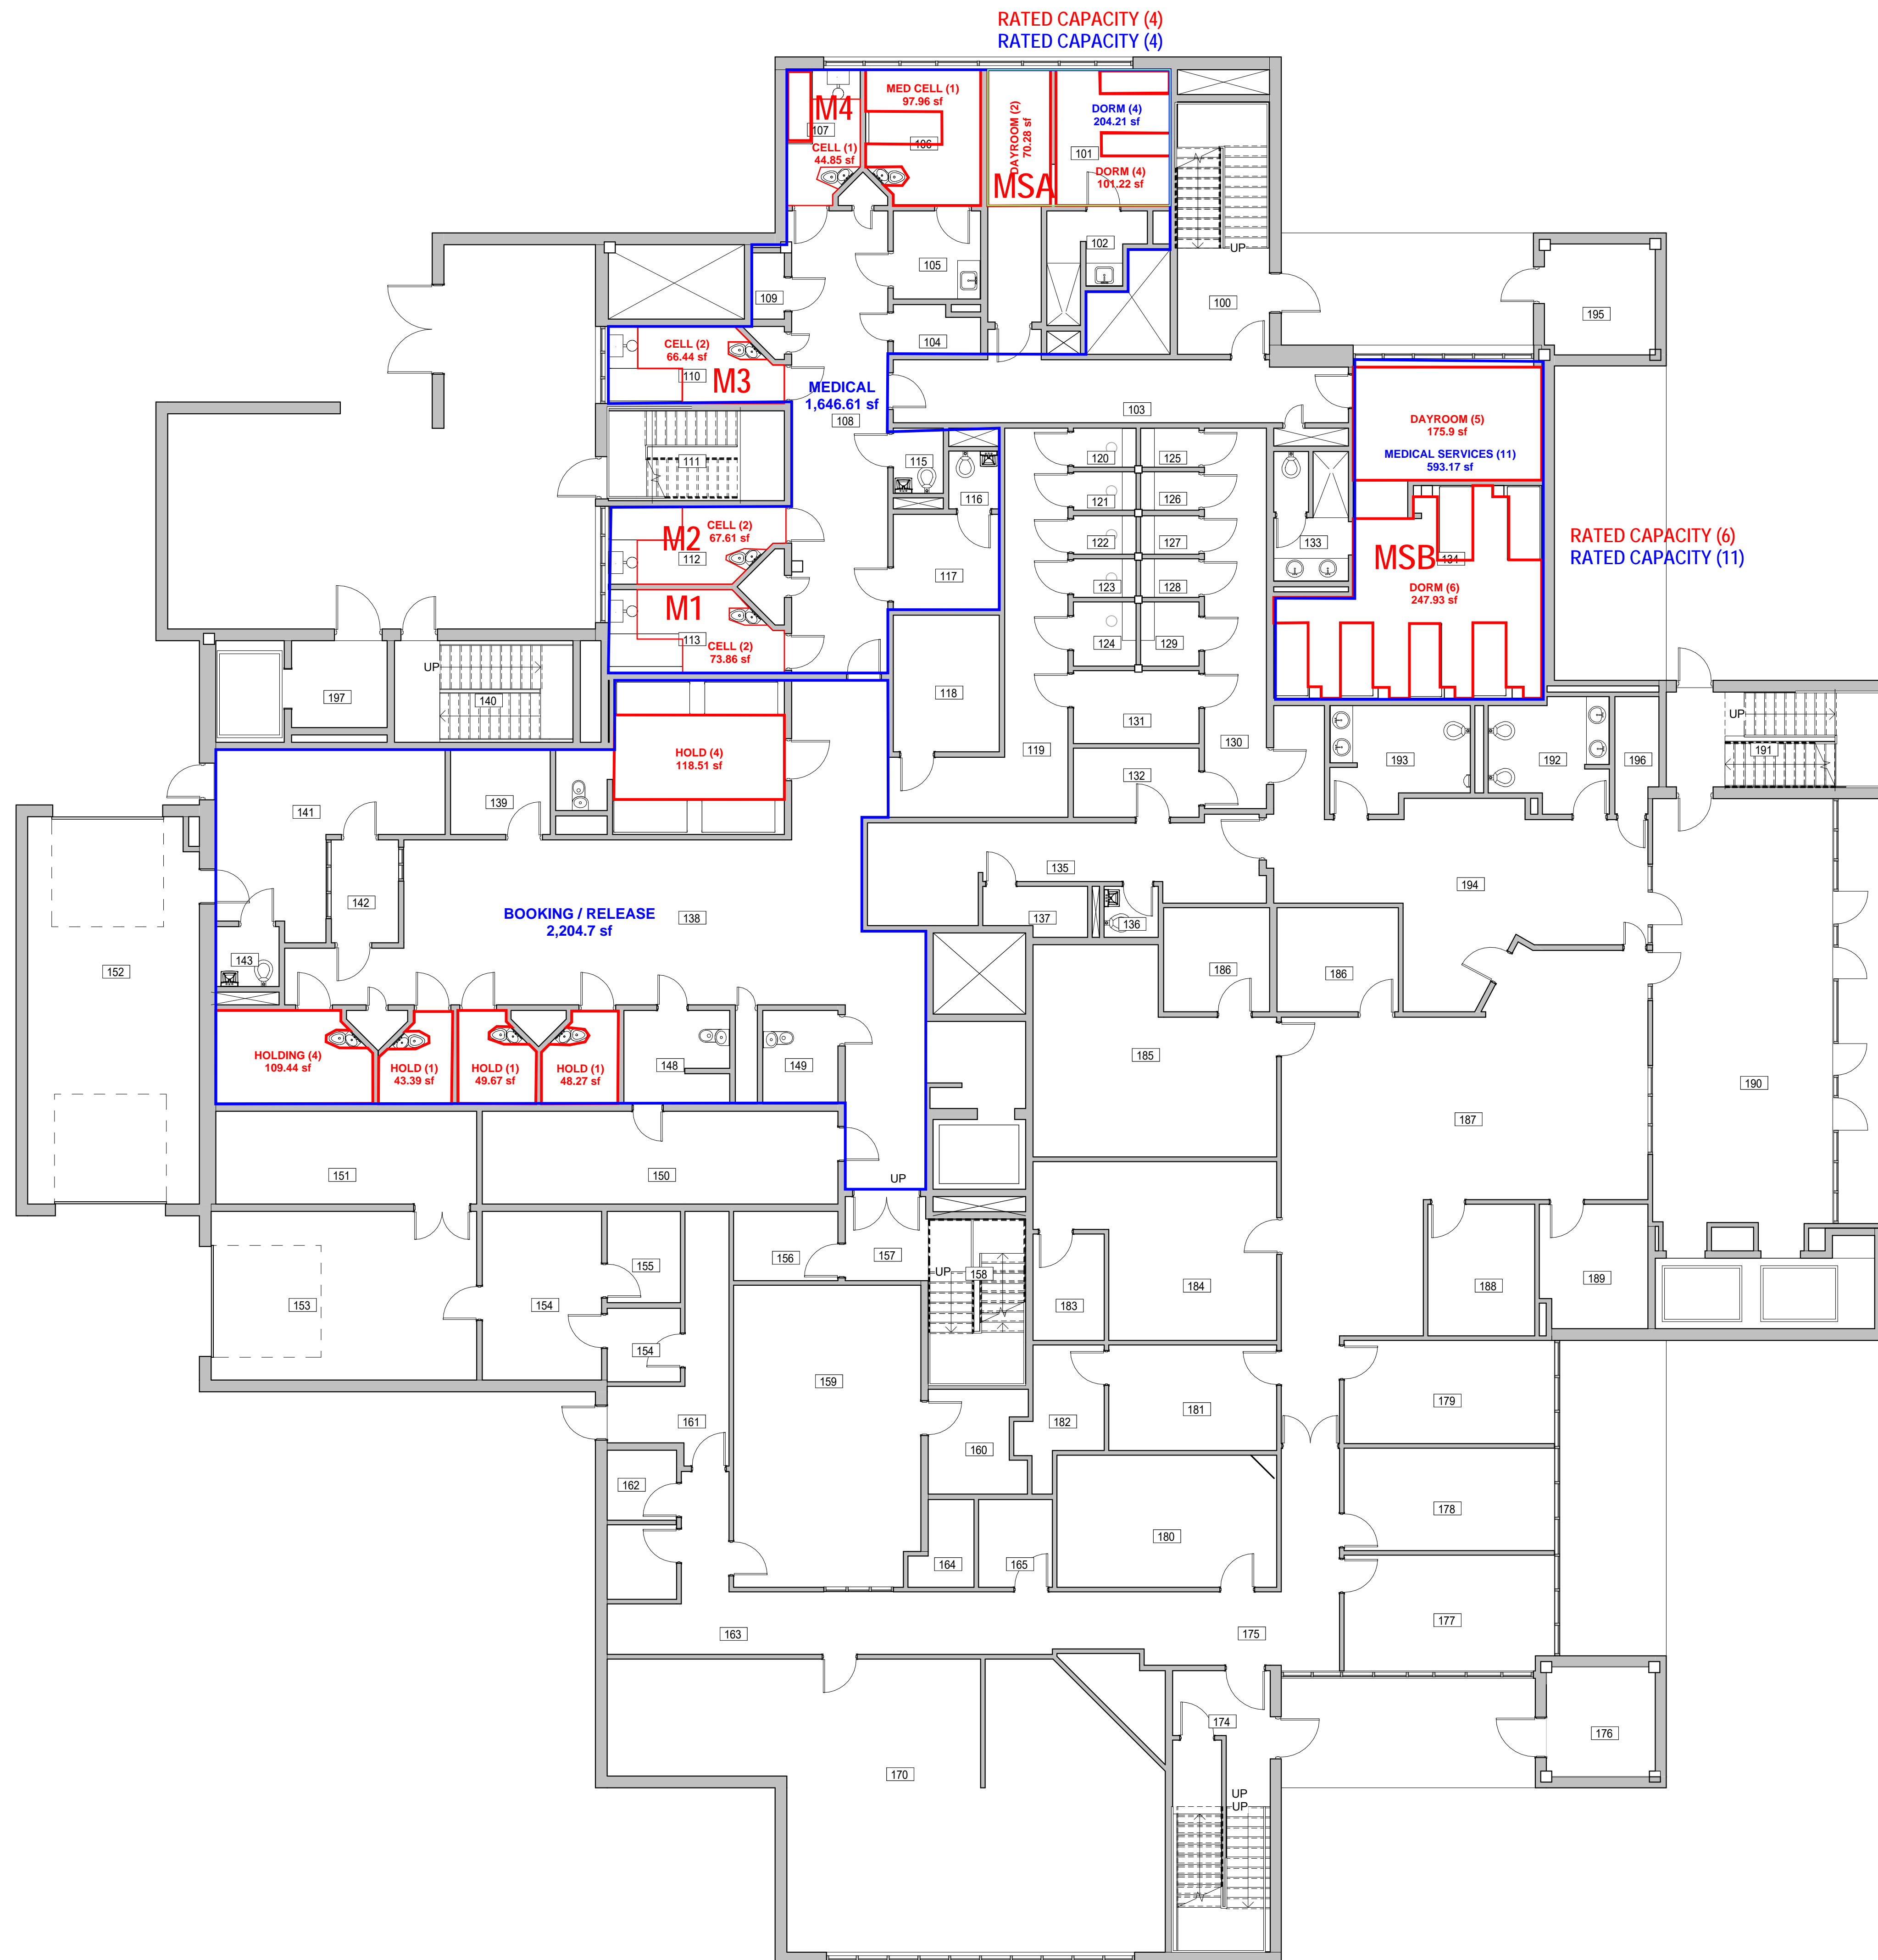 RATED CAPACITY (4)
RATED CAPACITY (4)
M4
107
CELL (1)
44.85 sf
MED CELL (1)
97.96 sf
106
DAYROOM (2)
70.28 sf
MSA
DORM (4)
204.21 sf
101
DORM (4)
101.22 sf
102
UP
100
105
109
104
195
CELL (2)
66.44 sf
110
M3
MEDICAL
1,646.61 sf
108
103
DAYROOM (5)
175.9 sf
MEDICAL SERVICES (11)
593.17 sf
111
115
116
120
125
121
126
122
127
133
123
128
124
129
RATED CAPACITY (6)
RATED CAPACITY (11)
MSB
134
DORM (6)
247.93 sf
M2
CELL (2)
67.61 sf
112
117
M1
113
CELL (2)
73.86 sf
197
UP
140
118
119
131
130
132
193
192
196
UP
191
HOLD (4)
118.51 sf
141
139
142
135
137
136
194
BOOKING / RELEASE
2,204.7 sf
138
143
152
186
186
185
190
HOLDING (4)
109.44 sf
HOLD (1)
43.39 sf
HOLD (1)
49.67 sf
HOLD (1)
48.27 sf
148
149
187
151
150
UP
156
157
UP
158
155
153
154
154
183
184
188
189
159
161
160
182
181
179
162
178
164
165
180
163
175
177
174
176
170
UP
UP